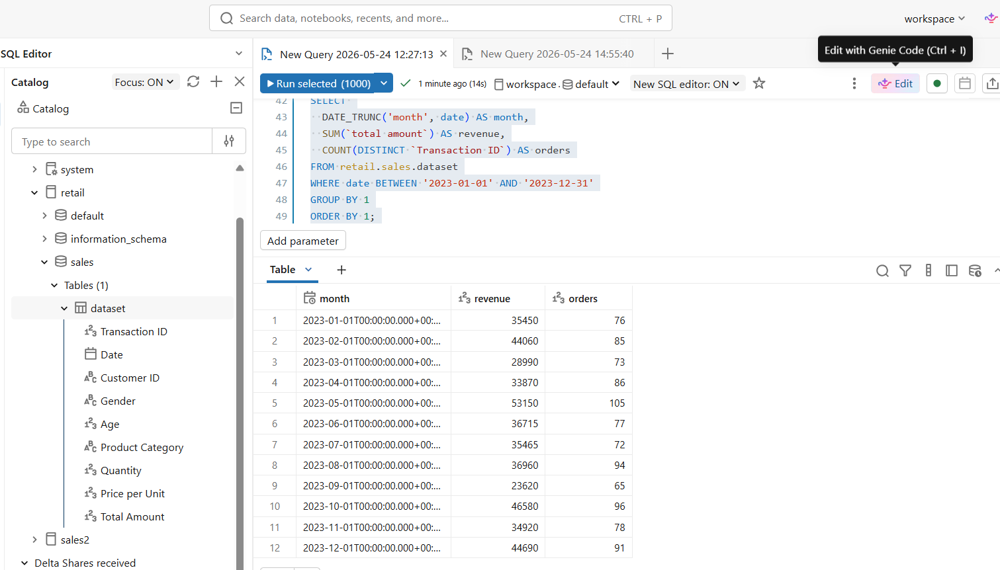 Search data, notebooks, recents, and more... CTRL + P
workspace
SQL Editor
New Query 2026-05-24 12:27:13
New Query 2026-05-24 14:55:40
Edit with Genie Code (Ctrl + I)
Catalog
Focus: ON
Run selected (1000)
1 minute ago (14s)
workspace. default
New SQL editor: ON
Edit
Catalog
Type to search
system
retail
default
information_schema
sales
Tables (1)
dataset
Transaction ID
Date
Customer ID
Gender
Age
Product Category
Quantity
Price per Unit
Total Amount
sales2
Delta Shares received
42 SELECT
43 DATE_TRUNC('month', date) AS month,
44 SUM(`total amount`) AS revenue,
45 COUNT(DISTINCT `Transaction ID`) AS orders
46 FROM retail.sales.dataset
47 WHERE date BETWEEN '2023-01-01' AND '2023-12-31'
48 GROUP BY 1
49 ORDER BY 1;
Add parameter
Table
month revenue orders
1 2023-01-01T00:00:00.000+00:... 35450 76
2 2023-02-01T00:00:00.000+00:... 44060 85
3 2023-03-01T00:00:00.000+00:... 28990 73
4 2023-04-01T00:00:00.000+00:... 33870 86
5 2023-05-01T00:00:00.000+00:... 53150 105
6 2023-06-01T00:00:00.000+00:... 36715 77
7 2023-07-01T00:00:00.000+00:... 35465 72
8 2023-08-01T00:00:00.000+00:... 36960 94
9 2023-09-01T00:00:00.000+00:... 23620 65
10 2023-10-01T00:00:00.000+00:... 46580 96
11 2023-11-01T00:00:00.000+00:... 34920 78
12 2023-12-01T00:00:00.000+00:... 44690 91